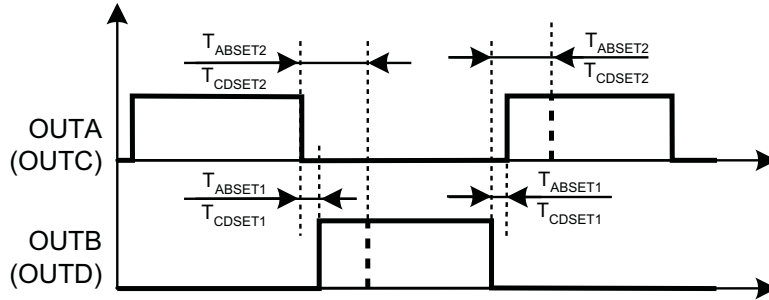 T_ABSET2
T_CDSET2
T_ABSET2
T_CDSET2
OUTA
(OUTC)
T_ABSET1
T_CDSET1
T_ABSET1
T_CDSET1
OUTB
(OUTD)